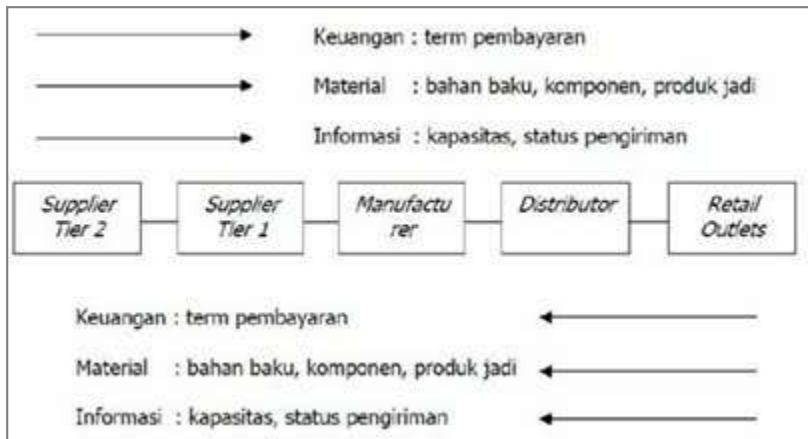 Keuangan : term pembayaran
Material : bahan baku, komponen, produk jadi
Informasi : kapasitas, status pengiriman
Supplier Tier 2
Supplier Tier 1
Manufactu
rer
Distributor
Retail Outlets
Keuangan : term pembayaran
Material : bahan baku, komponen, produk jadi
Informasi : kapasitas, status pengiriman